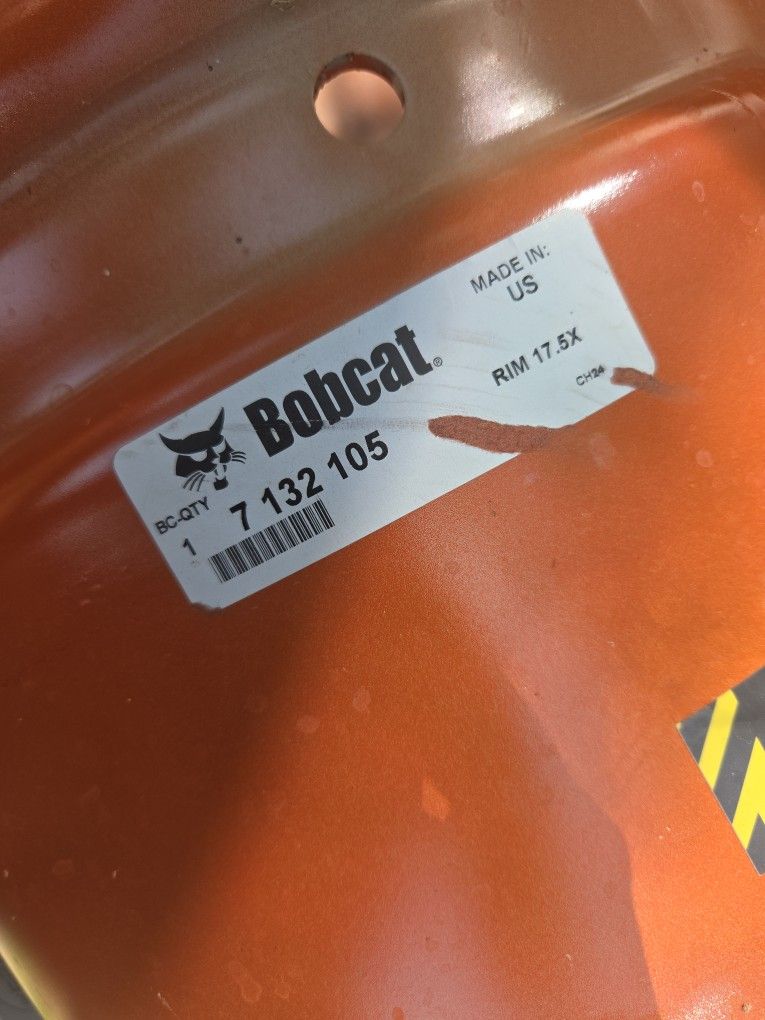 MADE IN:
US
Bobcat®
RIM 17.5X
CH24
7 132 105
BC-QTY
1